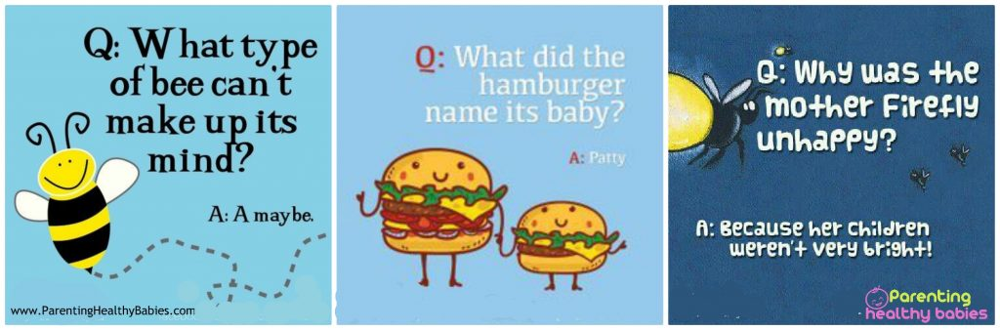 Q: What type
of bee can't
make up its
mind?
A: A maybe.
www.ParentingHealthyBabies.com
Q: What did the
hamburger
name its baby?
A: Patty
Q: Why was the
mother Firefly
unhappy?
A: Because her children
weren't very bright!
Parenting
healthy babies